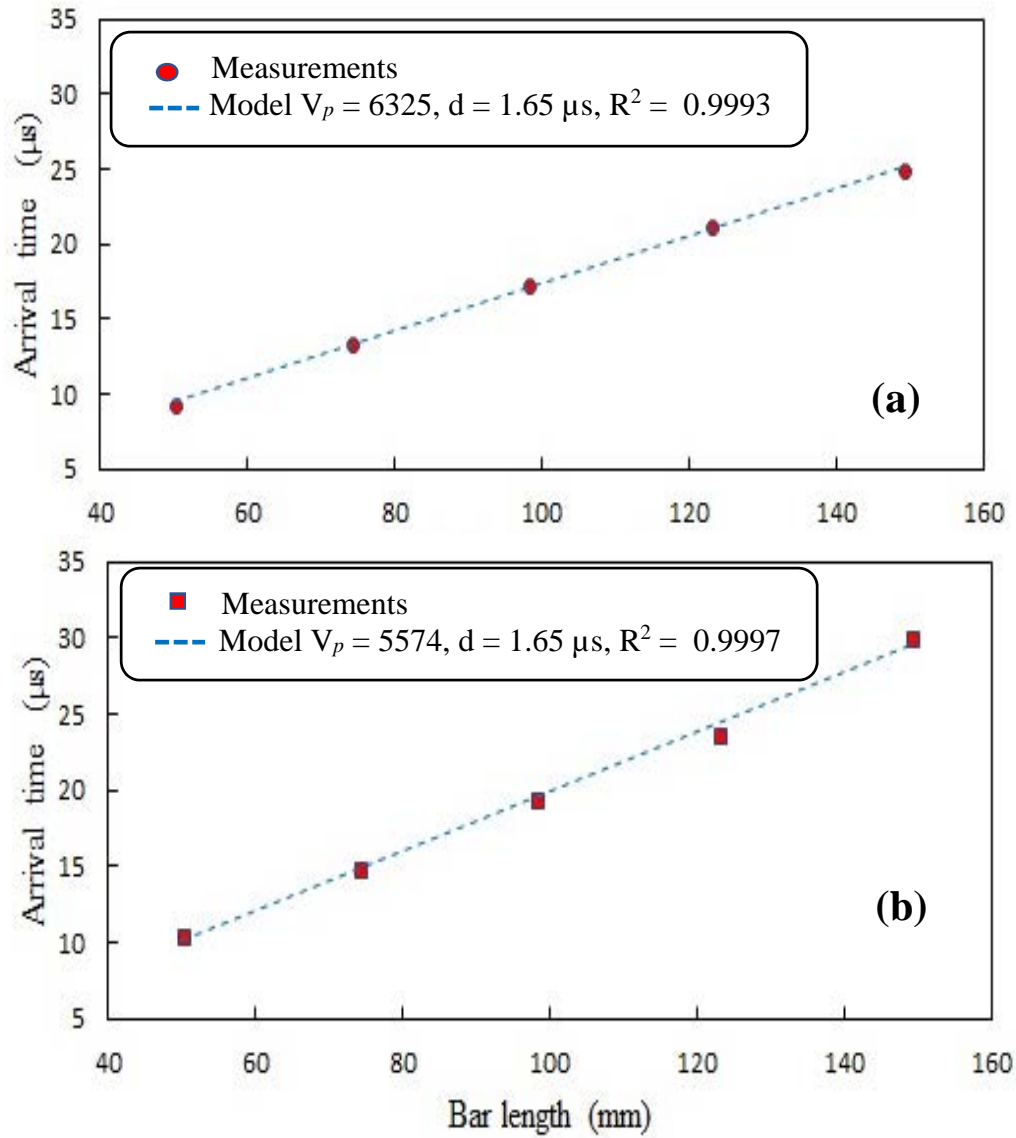 35
30
25
20
15
10
5
Arrival time (μs)
Measurements
Model Vp = 6325, d = 1.65 μs, R² = 0.9993
(a)
40 60 80 100 120 140 160
35
30
25
20
15
10
5
Arrival time (μs)
Measurements
Model Vp = 5574, d = 1.65 μs, R² = 0.9997
(b)
40 60 80 100 120 140 160
Bar length (mm)